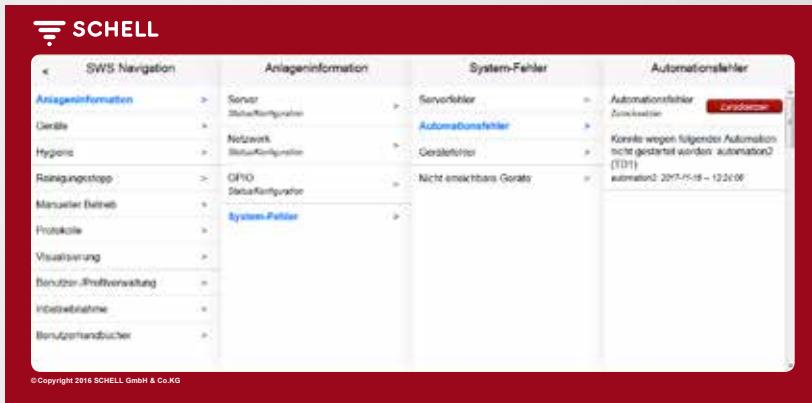 SCHELL
SWS Navigation
Anlageninformation
System-Fehler
Automationsfehler
Anlageninformation
Geräte
Hygiene
Reinigungsstopp
Manueller Betrieb
Protokolle
Visualisierung
Benutzer-/Profilverwaltung
Inbetriebnahme
Benutzerhandbücher
Server
Status/Konfiguration
Netzwerk
Status/Konfiguration
GPIO
Status/Konfiguration
System-Fehler
Serverfehler
Automationsfehler
Gerätefehler
Nicht erreichbare Geräte
Automationsfehler
Zurücksetzen
Zurücksetzen
Konnte wegen folgender Automation
nicht gestartet werden: automation2
(TD1)
automation2: 2017-11-16 –
© Copyright 2016 SCHELL GmbH & Co.KG